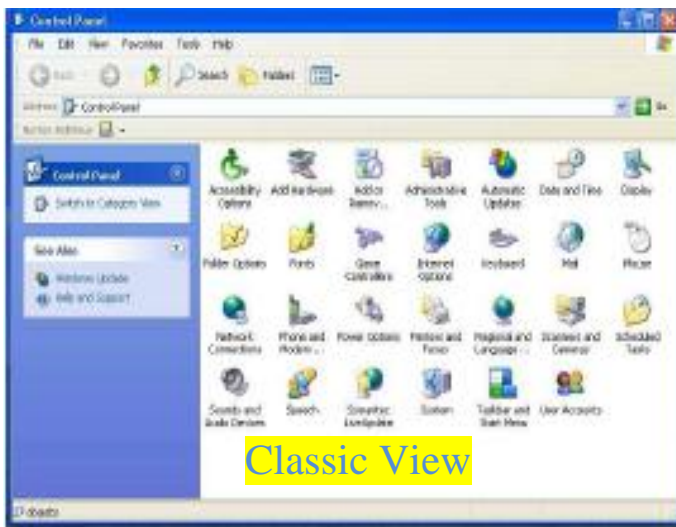 Control Panel
File Edit View Favorites Tools Help
Back Search Folders
Address Control Panel Go
Norton AntiVirus
Control Panel
Switch to Category View
See Also
Windows Update
Help and Support
Accessibility Options
Add Hardware
Add or Remov...
Administrative Tools
Automatic Updates
Date and Time
Display
Folder Options
Fonts
Game Controllers
Internet Options
Keyboard
Mail
Mouse
Network Connections
Phone and Modem ...
Power Options
Printers and Faxes
Regional and Language ...
Scanners and Cameras
Scheduled Tasks
Sounds and Audio Devices
Speech
Symantec LiveUpdate
System
Taskbar and Start Menu
User Accounts
Classic View
27 objects